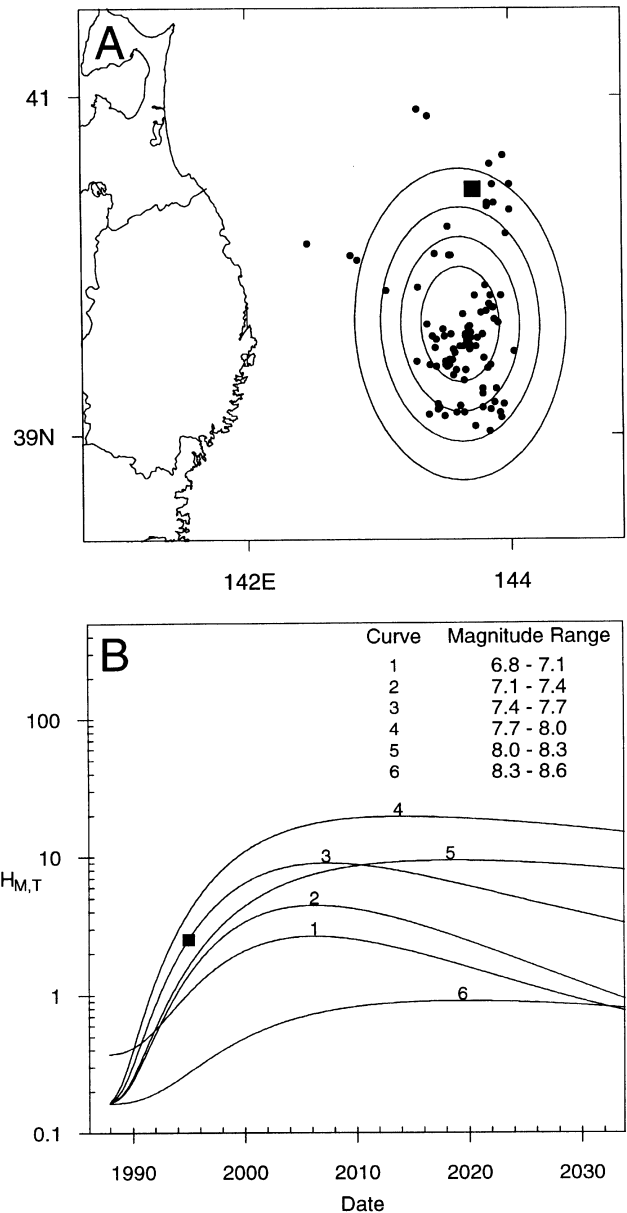 A
41
39N
142E 144
B
Curve Magnitude Range
1 6.8 - 7.1
2 7.1 - 7.4
3 7.4 - 7.7
4 7.7 - 8.0
5 8.0 - 8.3
6 8.3 - 8.6
100
4
3
5
10
HM,T
2
1
1
6
0.1
1990 2000 2010 2020 2030
Date